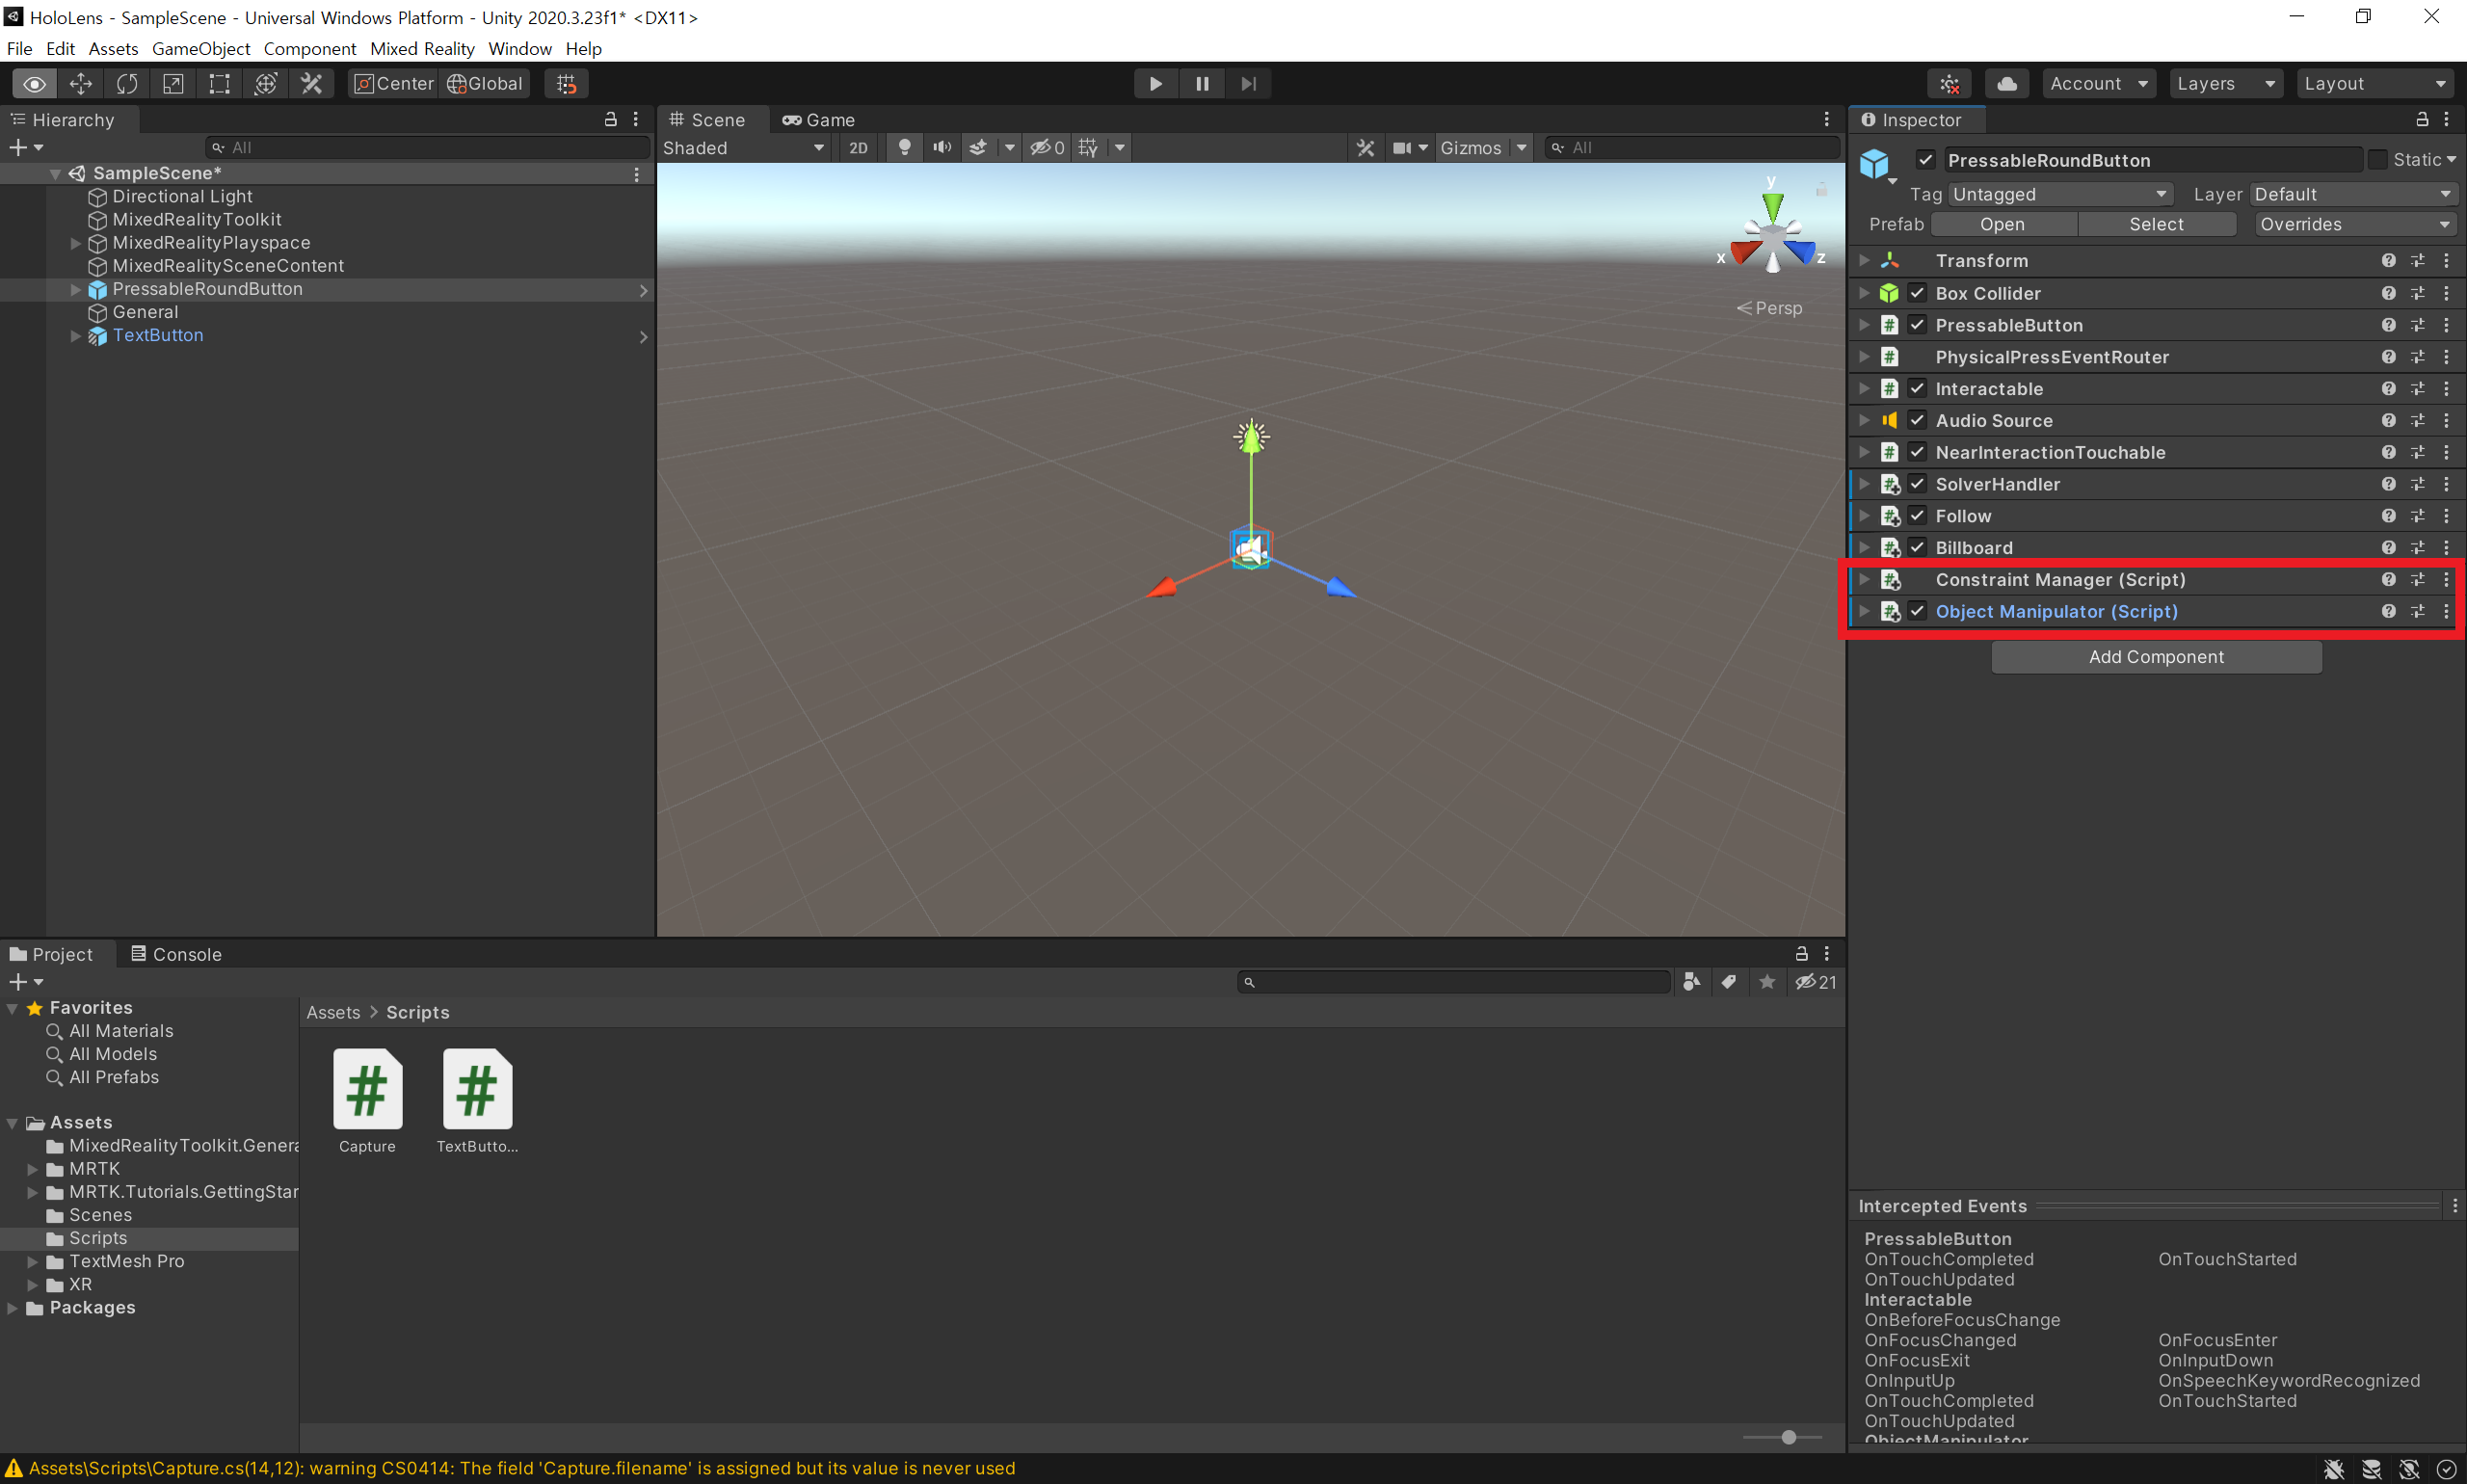 HoloLens - SampleScene - Universal Windows Platform - Unity 2020.3.23f1* <DX11>
File Edit Assets GameObject Component Mixed Reality Window Help
Center Global
Account Layers Layout
Hierarchy
All
SampleScene*
Directional Light
MixedRealityToolkit
MixedRealityPlayspace
MixedRealitySceneContent
PressableRoundButton
General
TextButton
Scene Game
Shaded 2D 0 Gizmos All
y
x z
Persp
Inspector
PressableRoundButton Static
Tag Untagged Layer Default
Prefab Open Select Overrides
Transform
Box Collider
PressableButton
PhysicalPressEventRouter
Interactable
Audio Source
NearInteractionTouchable
SolverHandler
Follow
Billboard
Constraint Manager (Script)
Object Manipulator (Script)
Add Component
Project Console
21
Favorites
All Materials
All Models
All Prefabs
Assets
MixedRealityToolkit.Genera
MRTK
MRTK.Tutorials.GettingStar
Scenes
Scripts
TextMesh Pro
XR
Packages
Assets > Scripts
Capture TextButto...
Intercepted Events
PressableButton
OnTouchCompleted OnTouchStarted
OnTouchUpdated
Interactable
OnBeforeFocusChange
OnFocusChanged OnFocusEnter
OnFocusExit OnInputDown
OnInputUp OnSpeechKeywordRecognized
OnTouchCompleted OnTouchStarted
OnTouchUpdated
ObjectManipulator
Assets\Scripts\Capture.cs(14,12): warning CS0414: The field 'Capture.filename' is assigned but its value is never used